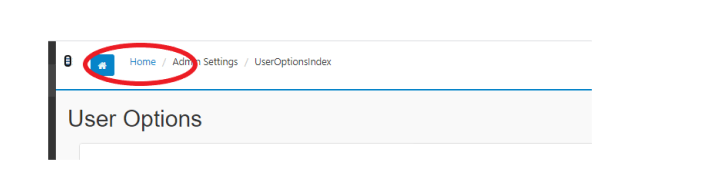 Home / Admin Settings / UserOptionsIndex
User Options